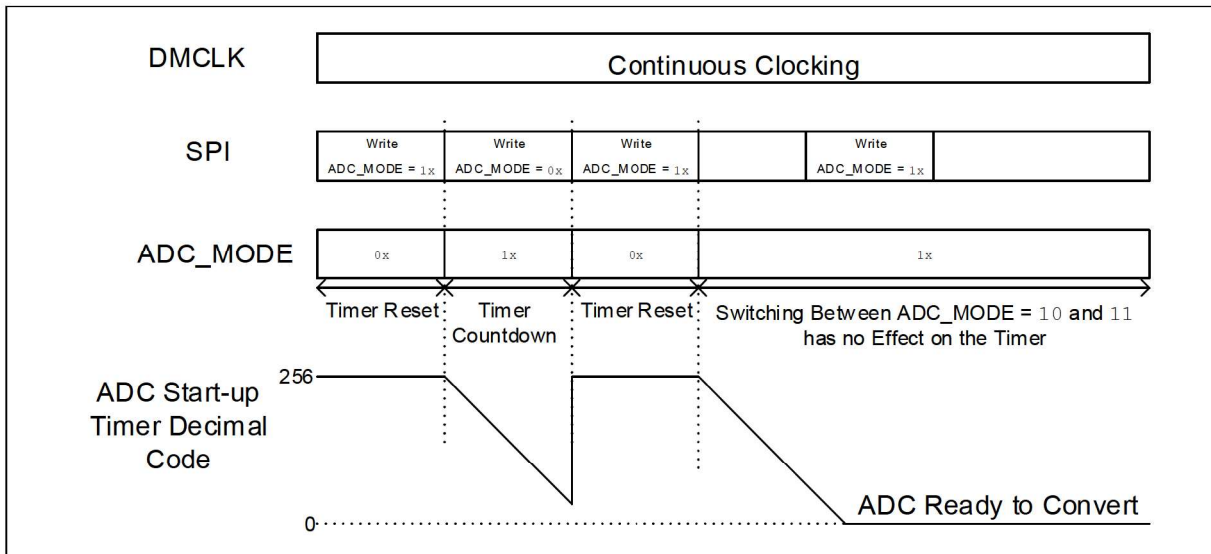 DMCLK
Continuous Clocking
SPI
Write
ADC_MODE = 1x
Write
ADC_MODE = 0x
Write
ADC_MODE = 1x
Write
ADC_MODE = 1x
ADC_MODE
0x
1x
0x
1x
Timer Reset
Timer
Countdown
Timer Reset
Switching Between ADC_MODE = 10 and 11
has no Effect on the Timer
ADC Start-up
Timer Decimal
Code
256
0
ADC Ready to Convert